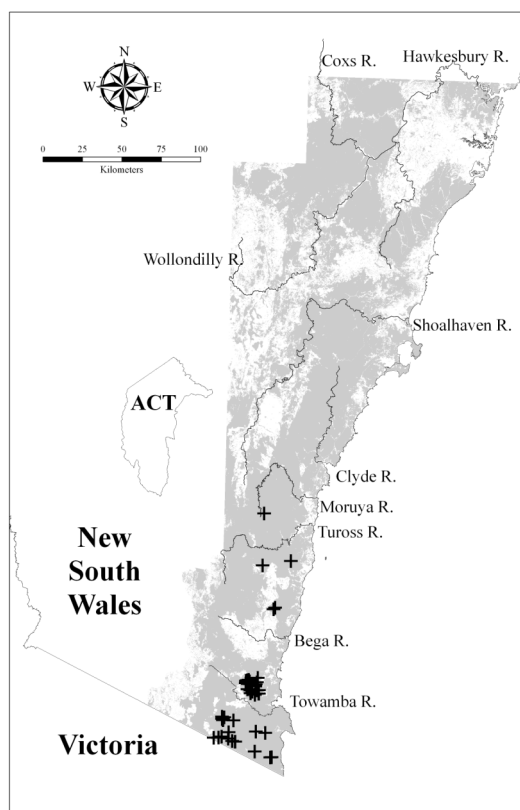 Coxs R.
Hawkesbury R.
N
W E
S
0 25 50 75 100
Kilometers
Wollondilly R.
Shoalhaven R.
ACT
Clyde R.
Moruya R.
Tuross R.
New
South
Wales
Bega R.
Towamba R.
Victoria